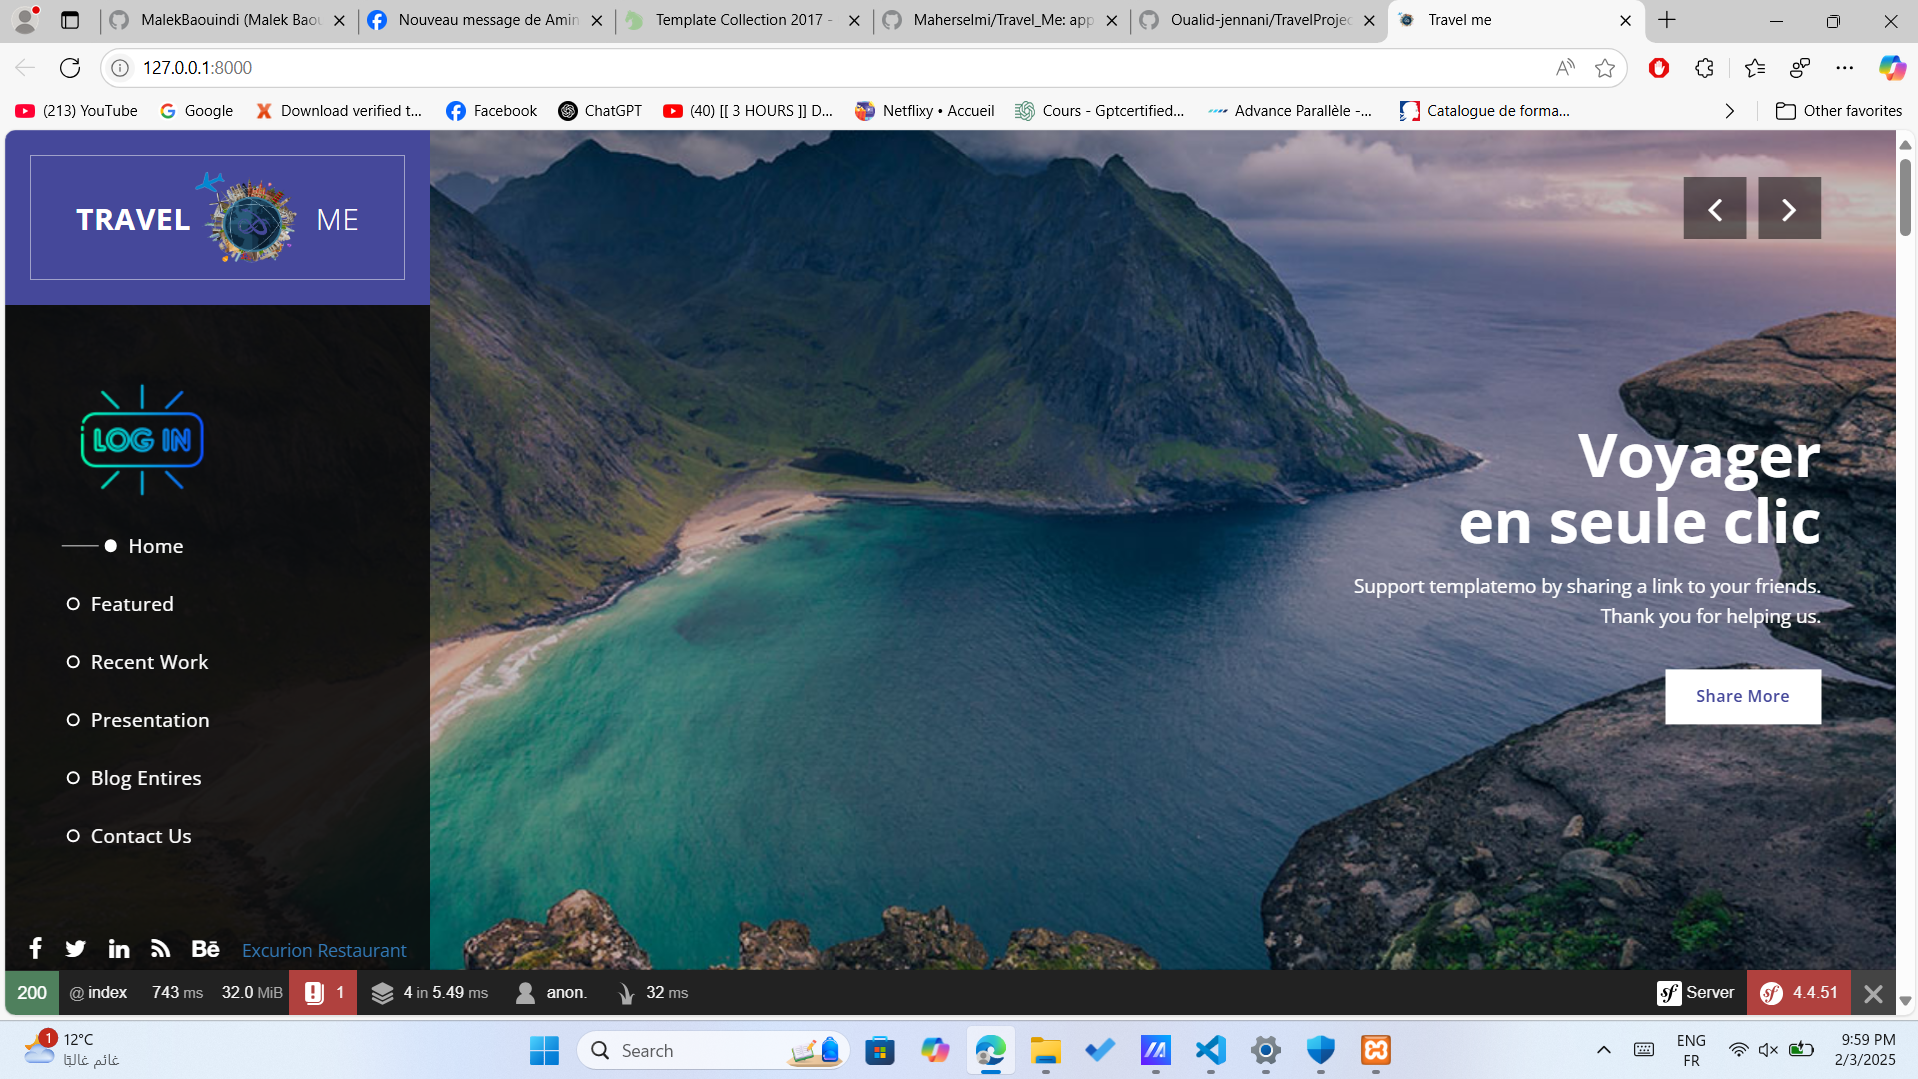 MalekBaouindi (Malek Baou
Nouveau message de Amin
Template Collection 2017 -
Maherselmi/Travel_Me: app
Oualid-jennani/TravelProjec
Travel me
127.0.0.1:8000
(213) YouTube
Google
Download verified t...
Facebook
ChatGPT
(40) [[ 3 HOURS ]] D...
Netflixy • Accueil
Cours - Gptcertified...
Advance Parallèle -...
Catalogue de forma...
Other favorites
TRAVEL ME
LOG IN
Home
Featured
Recent Work
Presentation
Blog Entires
Contact Us
Excurion Restaurant
Voyager
en seule clic
Support templatemo by sharing a link to your friends.
Thank you for helping us.
Share More
200 @ index 743 ms 32.0 MiB 1 4 in 5.49 ms anon. 32 ms Server 4.4.51
1
12°C
غائم غالبًا
Search
ENG
FR
9:59 PM
2/3/2025